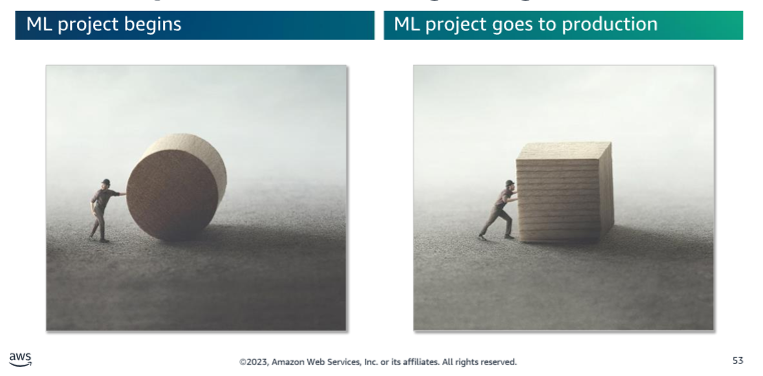 ML project begins
ML project goes to production
aws
©2023, Amazon Web Services, Inc. or its affiliates. All rights reserved.
53